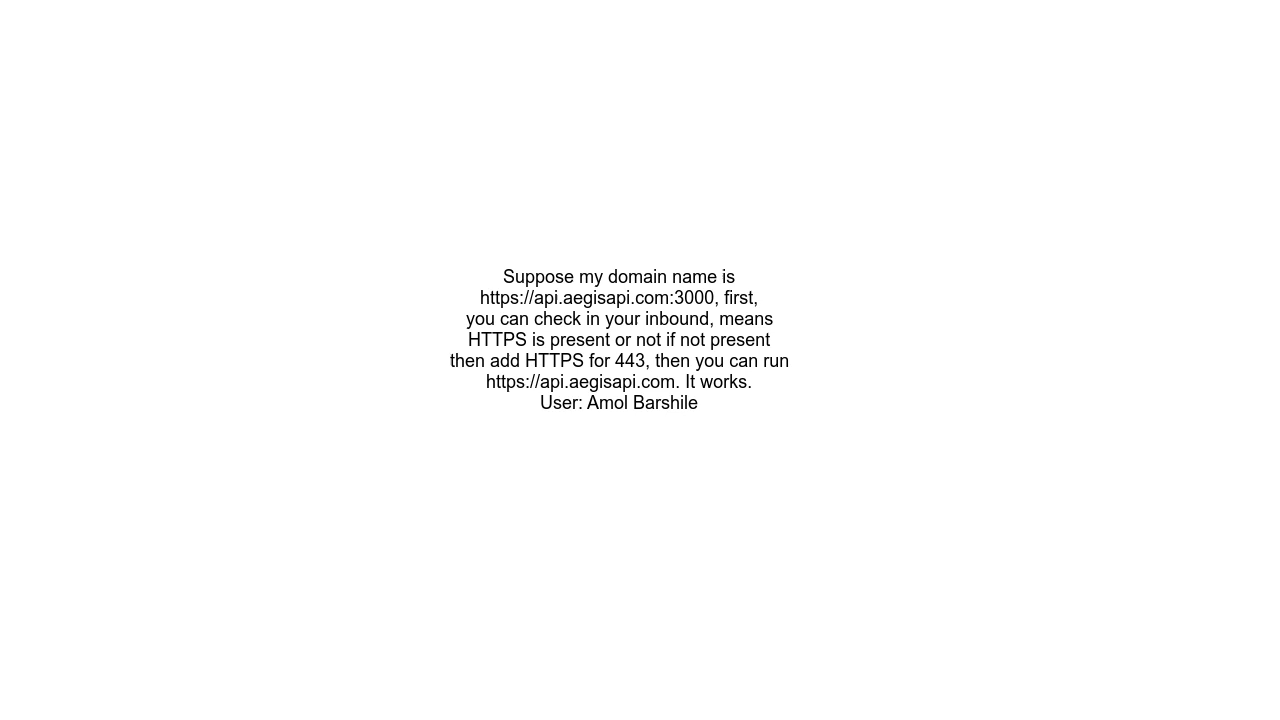 Suppose my domain name is
https://api.aegisapi.com:3000, first,
you can check in your inbound, means
HTTPS is present or not if not present
then add HTTPS for 443, then you can run
https://api.aegisapi.com. It works.
User: Amol Barshile